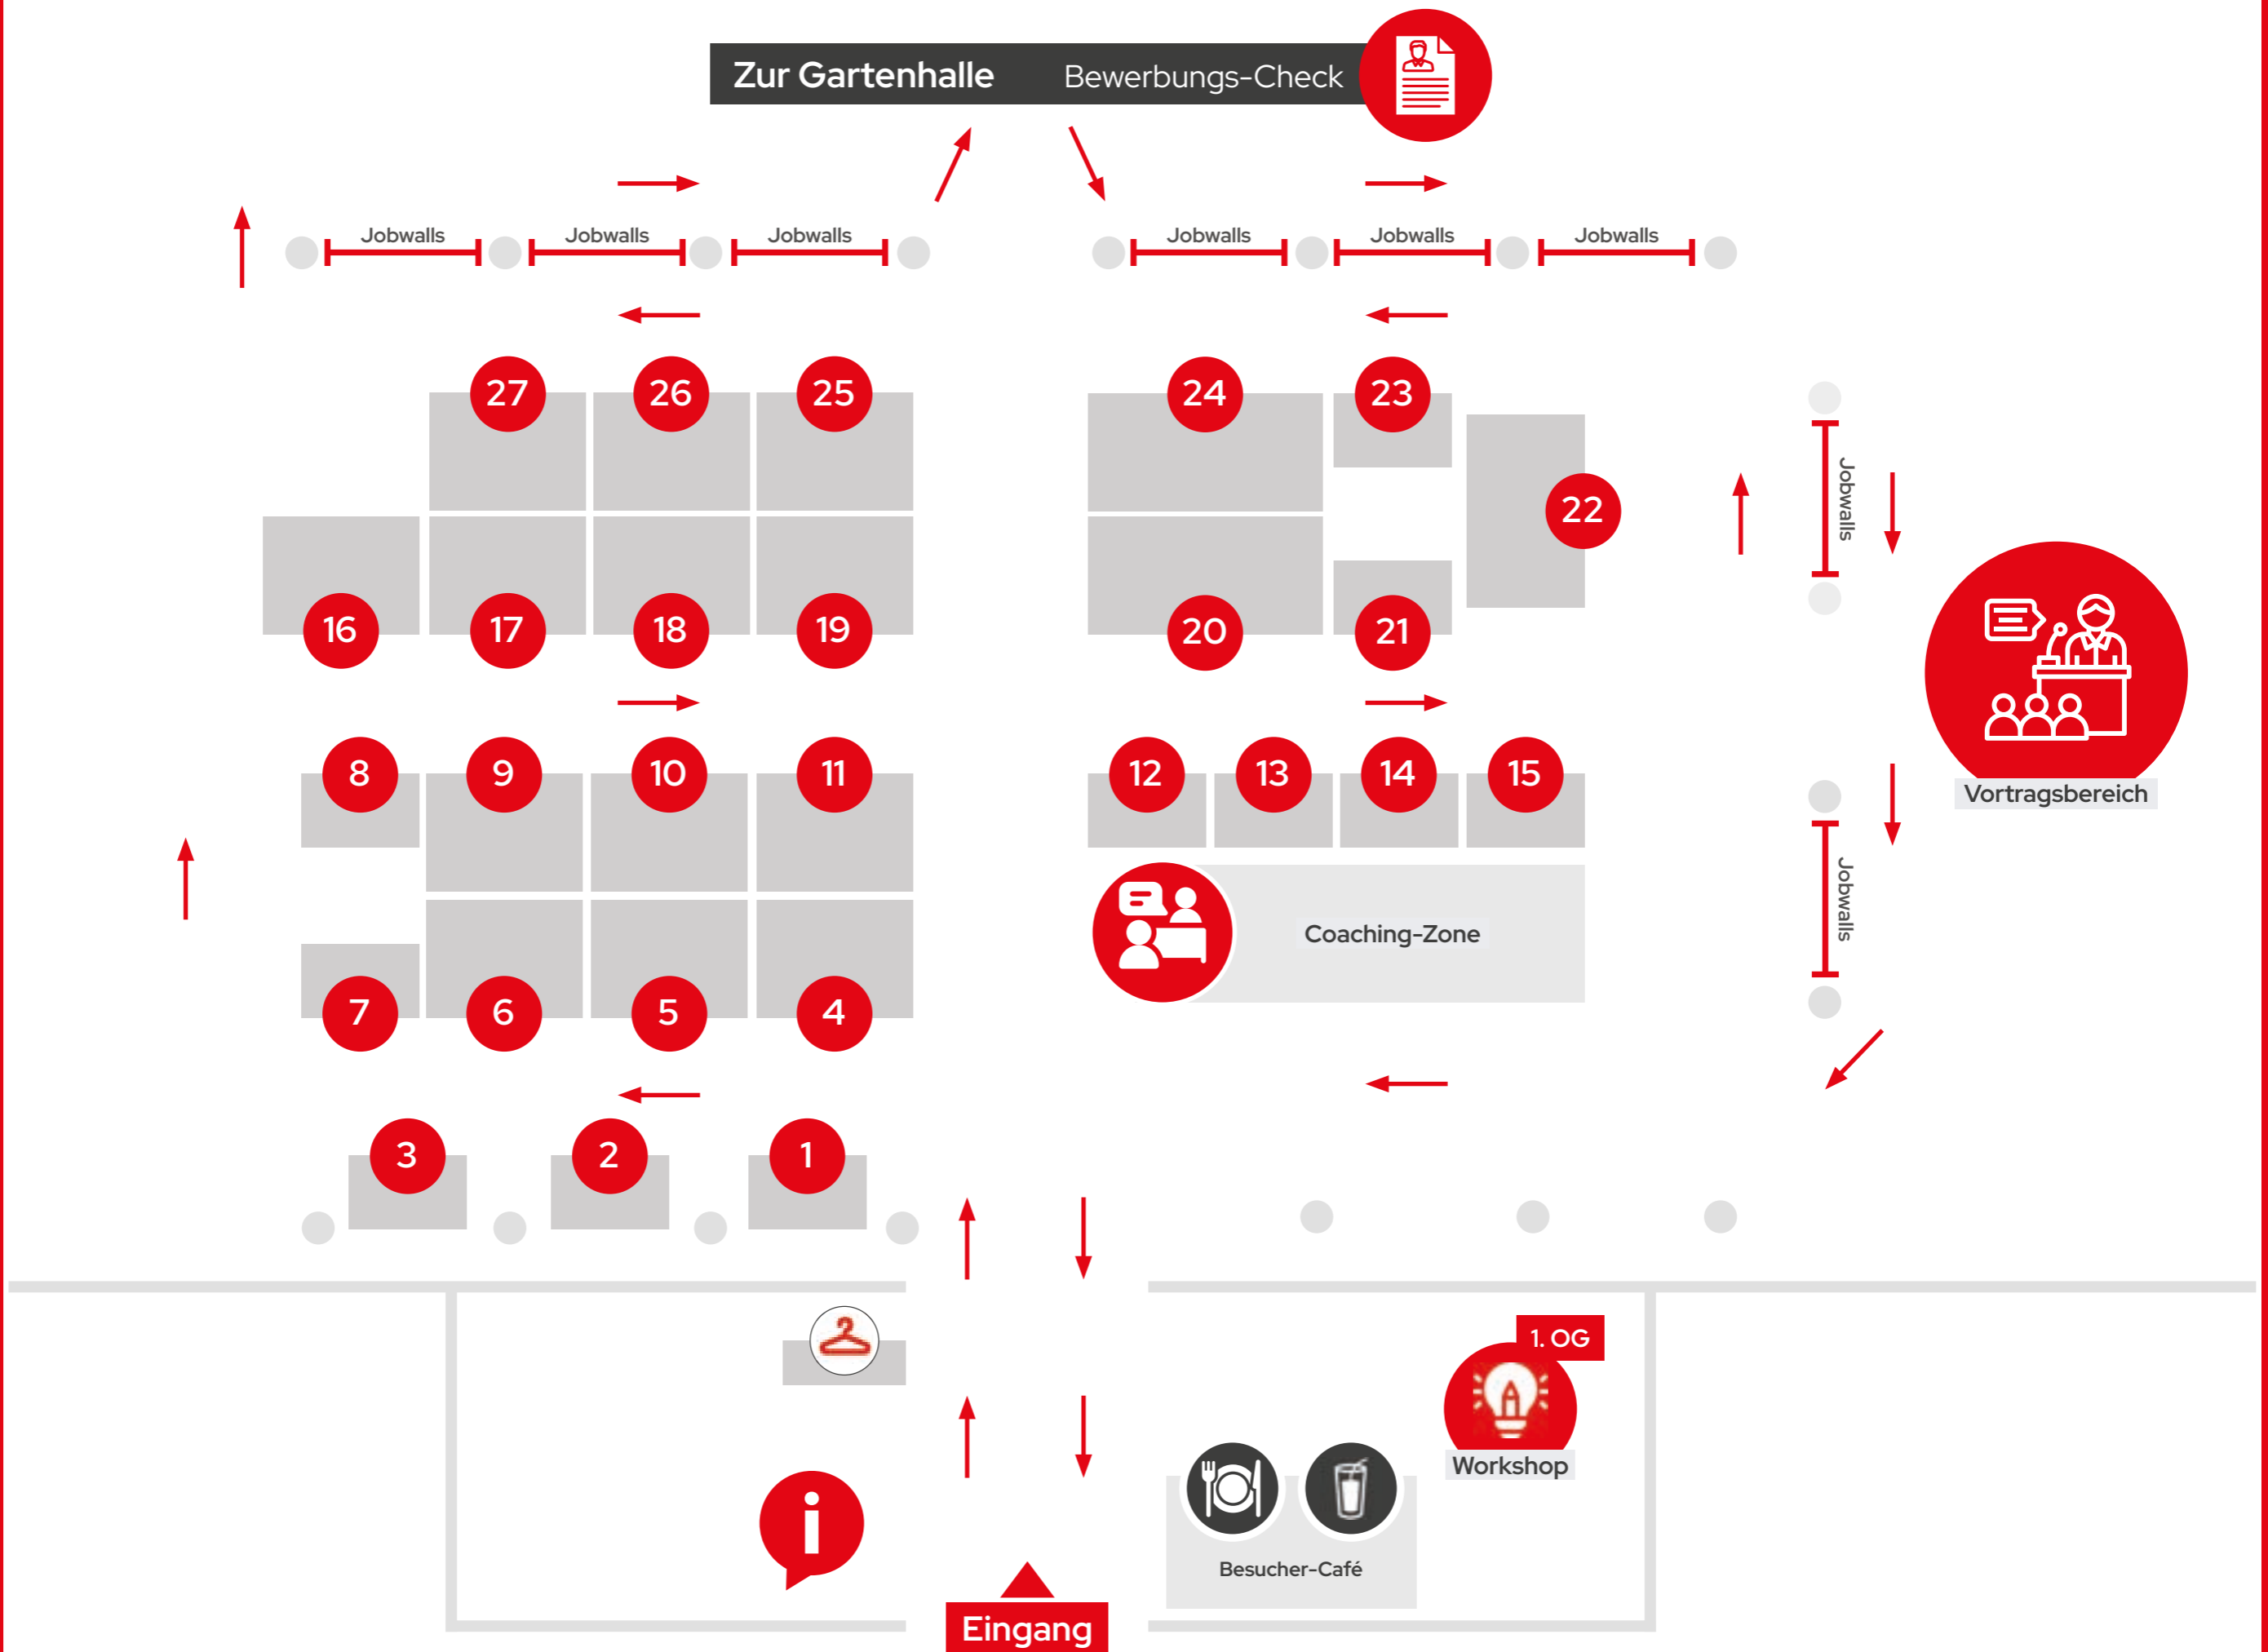 Zur Gartenhalle Bewerbungs-Check
Jobwalls Jobwalls Jobwalls Jobwalls Jobwalls Jobwalls
27 26 25 24 23
Jobwalls
22
16 17 18 19 20 21
8 9 10 11 12 13 14 15
Vortragsbereich
Jobwalls
Coaching-Zone
7 6 5 4
3 2 1
1. OG
Workshop
i
Besucher-Café
Eingang